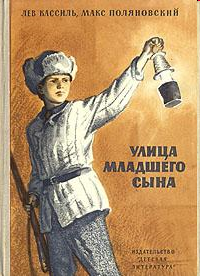 ЛЕВ КАССИЛЬ, МАКС ПОЛЯНОВСКИЙ
УЛИЦА
МЛАДШЕГО
СЫНА
ИЗДАТЕЛЬСТВО
"ДЕТСКАЯ
ЛИТЕРАТУРА"